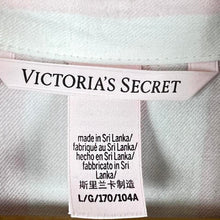 VICTORIA'S SECRET
made in Sri Lanka/
fabriqué au Sri Lanka/
hecho en Sri Lanka/
fabbricato in Sri
Lanka/
斯里兰卡制造
L/G/170/104A